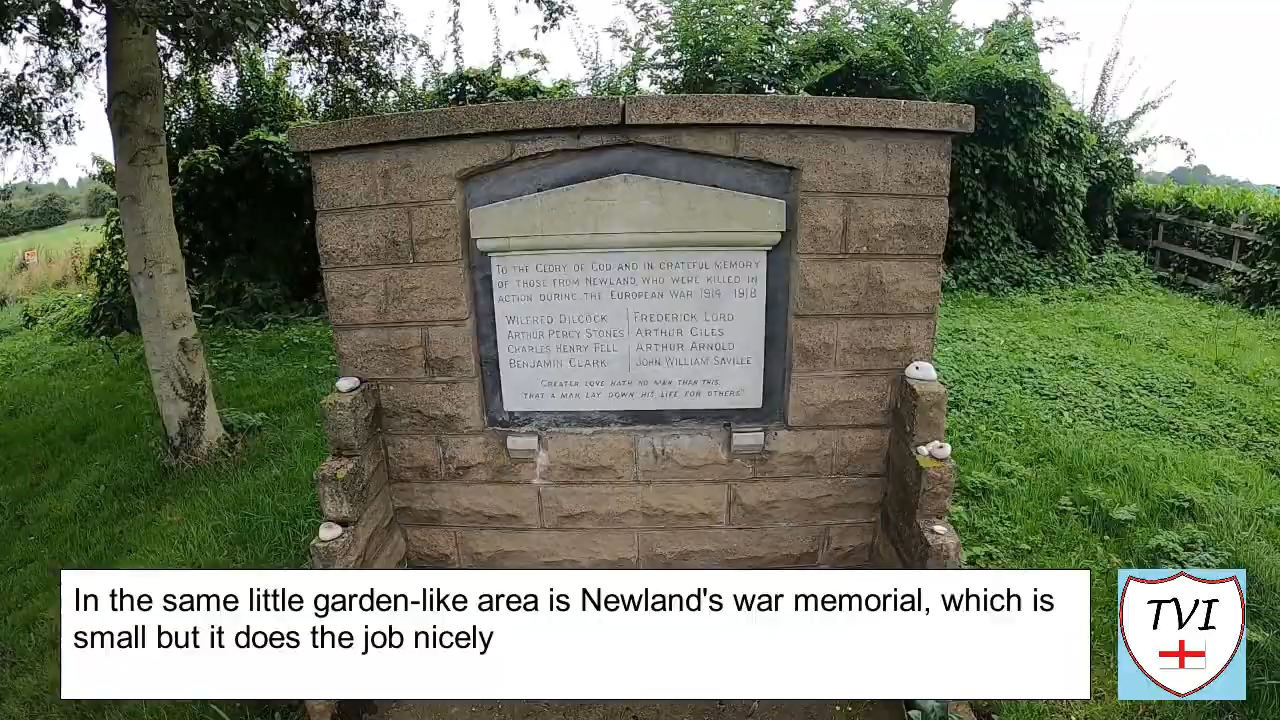 TO THE GLORY OF GOD AND IN GRATEFUL MEMORY
OF THOSE FROM NEWLAND, WHO WERE KILLED IN
ACTION DURING THE EUROPEAN WAR 1914 1918
WILFRED DILCOCK
ARTHUR PERCY STONES
CHARLES HENRY FELL
BENJAMIN CLARK
FREDERICK LORD
ARTHUR GILES
ARTHUR ARNOLD
JOHN WILLIAM SAVILLE
"GREATER LOVE HATH NO MAN THAN THIS,
THAT A MAN LAY DOWN HIS LIFE FOR OTHERS"
In the same little garden-like area is Newland's war memorial, which is
small but it does the job nicely
TVI